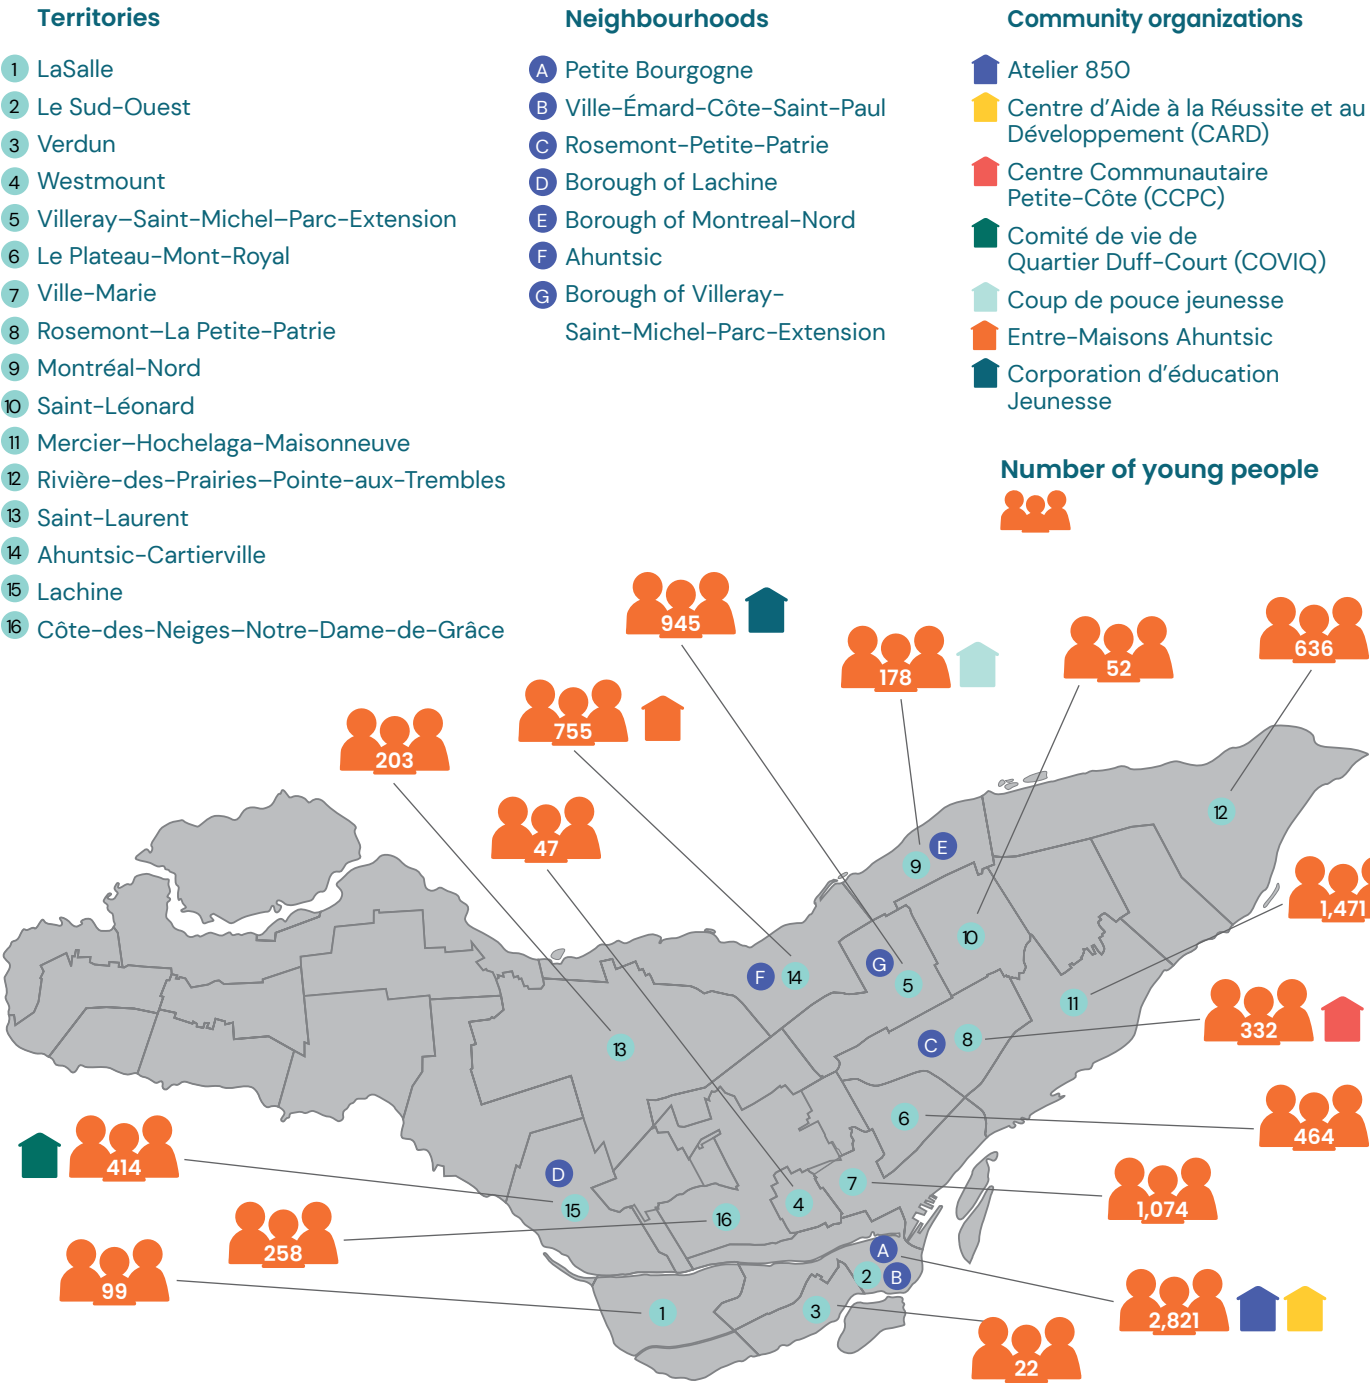 Territories
1 LaSalle
2 Le Sud-Ouest
3 Verdun
4 Westmount
5 Villeray–Saint-Michel–Parc-Extension
6 Le Plateau-Mont-Royal
7 Ville-Marie
8 Rosemont–La Petite-Patrie
9 Montréal-Nord
10 Saint-Léonard
11 Mercier–Hochelaga-Maisonneuve
12 Rivière-des-Prairies–Pointe-aux-Trembles
13 Saint-Laurent
14 Ahuntsic-Cartierville
15 Lachine
16 Côte-des-Neiges–Notre-Dame-de-Grâce
Neighbourhoods
A Petite Bourgogne
B Ville-Émard-Côte-Saint-Paul
C Rosemont-Petite-Patrie
D Borough of Lachine
E Borough of Montreal-Nord
F Ahuntsic
G Borough of Villeray-
Saint-Michel-Parc-Extension
Community organizations
Atelier 850
Centre d'Aide à la Réussite et au
Développement (CARD)
Centre Communautaire
Petite-Côte (CCPC)
Comité de vie de
Quartier Duff-Court (COVIQ)
Coup de pouce jeunesse
Entre-Maisons Ahuntsic
Corporation d'éducation
Jeunesse
Number of young people
945
178
52
636
755
203
47
12
E
9
1,471
10
G
F 14
5
11
332
C 8
13
6
464
414
D
7
1,074
15
16
4
258
A
99
2 B
2,821
1
3
22